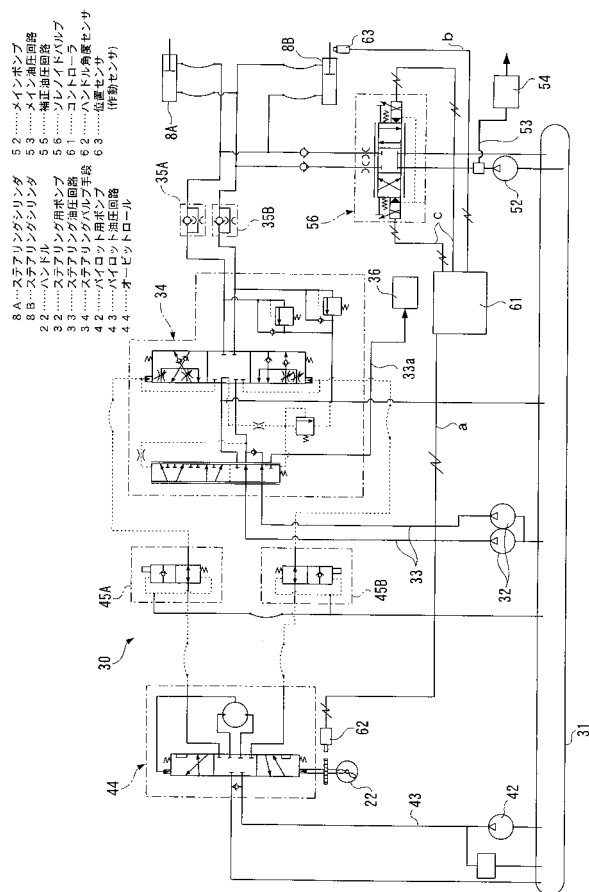 8A……ステアリングシリンダ
8B……ステアリングシリンダ
22……ハンドル
32……ステアリング用ポンプ
33……ステアリング油圧回路
34……ステアリングバルブ手段
42……パイロット用ポンプ
43……パイロット油圧回路
44……オービットロール
52……メインポンプ
53……メイン油圧回路
55……補正油圧回路
56……ソレノイドバルブ
61……コントローラ
62……ハンドル角度センサ
63……位置センサ
(作動センサ)
8A
8B
63
b
54
53
35A
35B
56
52
c
34
36
61
33a
a
33
32
45A
45B
30
62
44
22
43
42
31